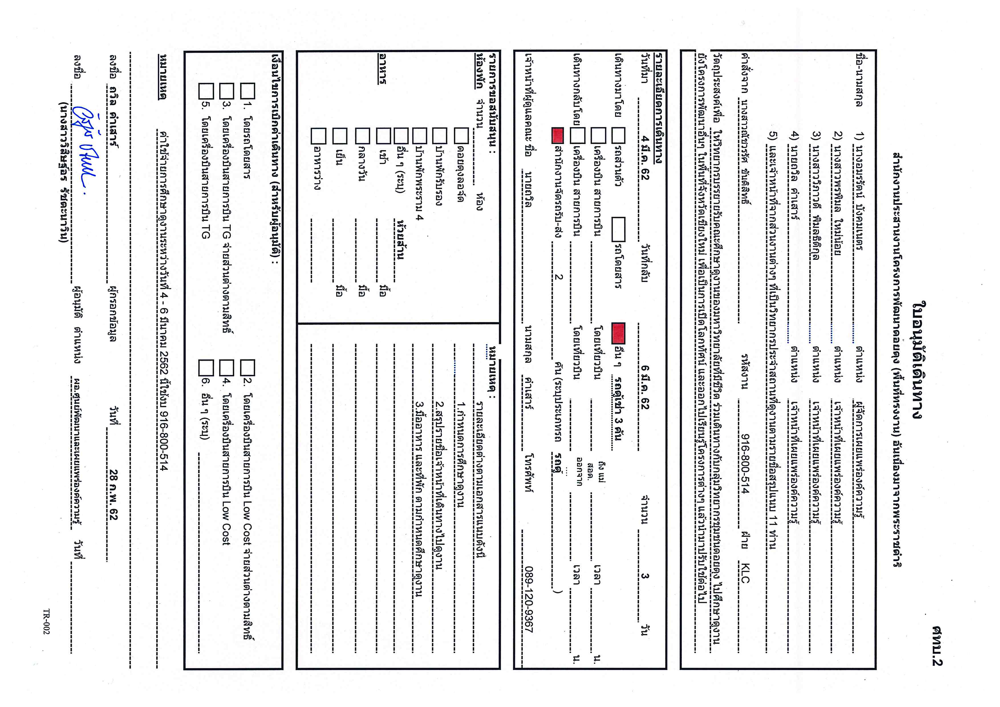 ศทบ.2
ใบอนุมัติเดินทาง
สำนักงานประสานงานโครงการพัฒนาดอยตุง (พื้นที่ทรงงาน) อันเนื่องมาจากพระราชดำริ
ชื่อ-นามสกุล 1) นางอมรรัตน์ บังคมเนตร ตำแหน่ง ผู้จัดการเผยแพร่องค์ความรู้
2) นางสาวพรพิมล ใหม่น้อย ตำแหน่ง เจ้าหน้าที่เผยแพร่องค์ความรู้
3) นางสาววิภาวดี พิมลธิติกุล ตำแหน่ง เจ้าหน้าที่เผยแพร่องค์ความรู้
4) นายถวิล คำเสาร์ ตำแหน่ง เจ้าหน้าที่เผยแพร่องค์ความรู้
5) และเจ้าหน้าที่จากส่วนงานต่างๆ ที่เป็นวิทยากรประจำสถานที่ดูงานตามรายชื่อสรุปแนบ 11 ท่าน
คำสั่งจาก นางสาวณัชวรรัศ ขันติสิทธิ์ รหัสงาน 916-800-514 ฝ่าย KLC
วัตถุประสงค์เพื่อ ให้วิทยากรบรรยายรับคณะศึกษาดูงานของมหาวิทยาลัยที่มีชีวิต ร่วมเดินทางกับกลุ่มวิทยากรชุมชนดอยตุง ไปศึกษาดูงาน
ยังโครงการพัฒนาอื่นๆ ในพื้นที่จังหวัดเชียงใหม่ เพื่อเป็นการเปิดโลกทัศน์ และออกไปเรียนรู้โครงการต่างๆ แล้วนำมาปรับใช้ต่อไป
รายละเอียดการเดินทาง
วันที่มา 4 มี.ค. 62 วันที่กลับ 6 มี.ค. 62 จำนวน 3 วัน
เดินทางมาโดย รถส่วนตัว รถโดยสาร อื่น ๆ รถตู้เช่า 3 คัน
เครื่องบิน สายการบิน โดยเที่ยวบิน ถึง แม่สอด. เวลา น.
เดินทางกลับโดย เครื่องบิน สายการบิน โดยเที่ยวบิน ออกจาก เวลา น.
สำนักงานจัดรถรับ-ส่ง 2 คัน (ระบุประเภทรถ รถตู้ )
เจ้าหน้าที่ผู้ดูแลคณะ ชื่อ นายถวิล นามสกุล คำเสาร์ โทรศัพท์ 089-120-9367
รายการขอสนับสนุน : หมายเหตุ :
ห้องพัก จำนวน ห้อง รายละเอียดต่างตามเอกสารแนบดังนี้
ดอยตุงลอจ์ด 1.กำหนดการศึกษาดูงาน
บ้านพักรับรอง 2.สรุปรายชื่อเจ้าหน้าที่เดินทางไปดูงาน
บ้านพักพระราม 4 3.มื้ออาหาร และที่พัก ตามกำหนดศึกษาดูงาน
อื่น ๆ (ระบุ) ห้วยส้าน
อาหาร เช้า มื้อ
กลางวัน มื้อ
เย็น มื้อ
อาหารว่าง
เงื่อนไขการเบิกค่าเดินทาง (สำหรับผู้อนุมัติ) :
1. โดยรถโดยสาร 2. โดยเครื่องบินสายการบิน Low Cost จ่ายส่วนต่างตามสิทธิ์
3. โดยเครื่องบินสายการบิน TG จ่ายส่วนต่างตามสิทธิ์ 4. โดยเครื่องบินสายการบิน Low Cost
5. โดยเครื่องบินสายการบิน TG 6. อื่น ๆ (ระบุ)
หมายเหตุ ค่าใช้จ่ายการศึกษาดูงานระหว่างวันที่ 4 - 6 มีนาคม 2562 นี้ใช้งบ 916-800-514
ลงชื่อ ถวิล คำเสาร์ ผู้กรอกข้อมูล วันที่ 28 ก.พ. 62
ลงชื่อ ผู้อนุมัติ ตำแหน่ง ผอ.ศูนย์พัฒนาและเผยแพร่องค์ความรู้ วันที่
(นางสาววิสิษฐ์อร รัชตะนาวิน)
TR-002